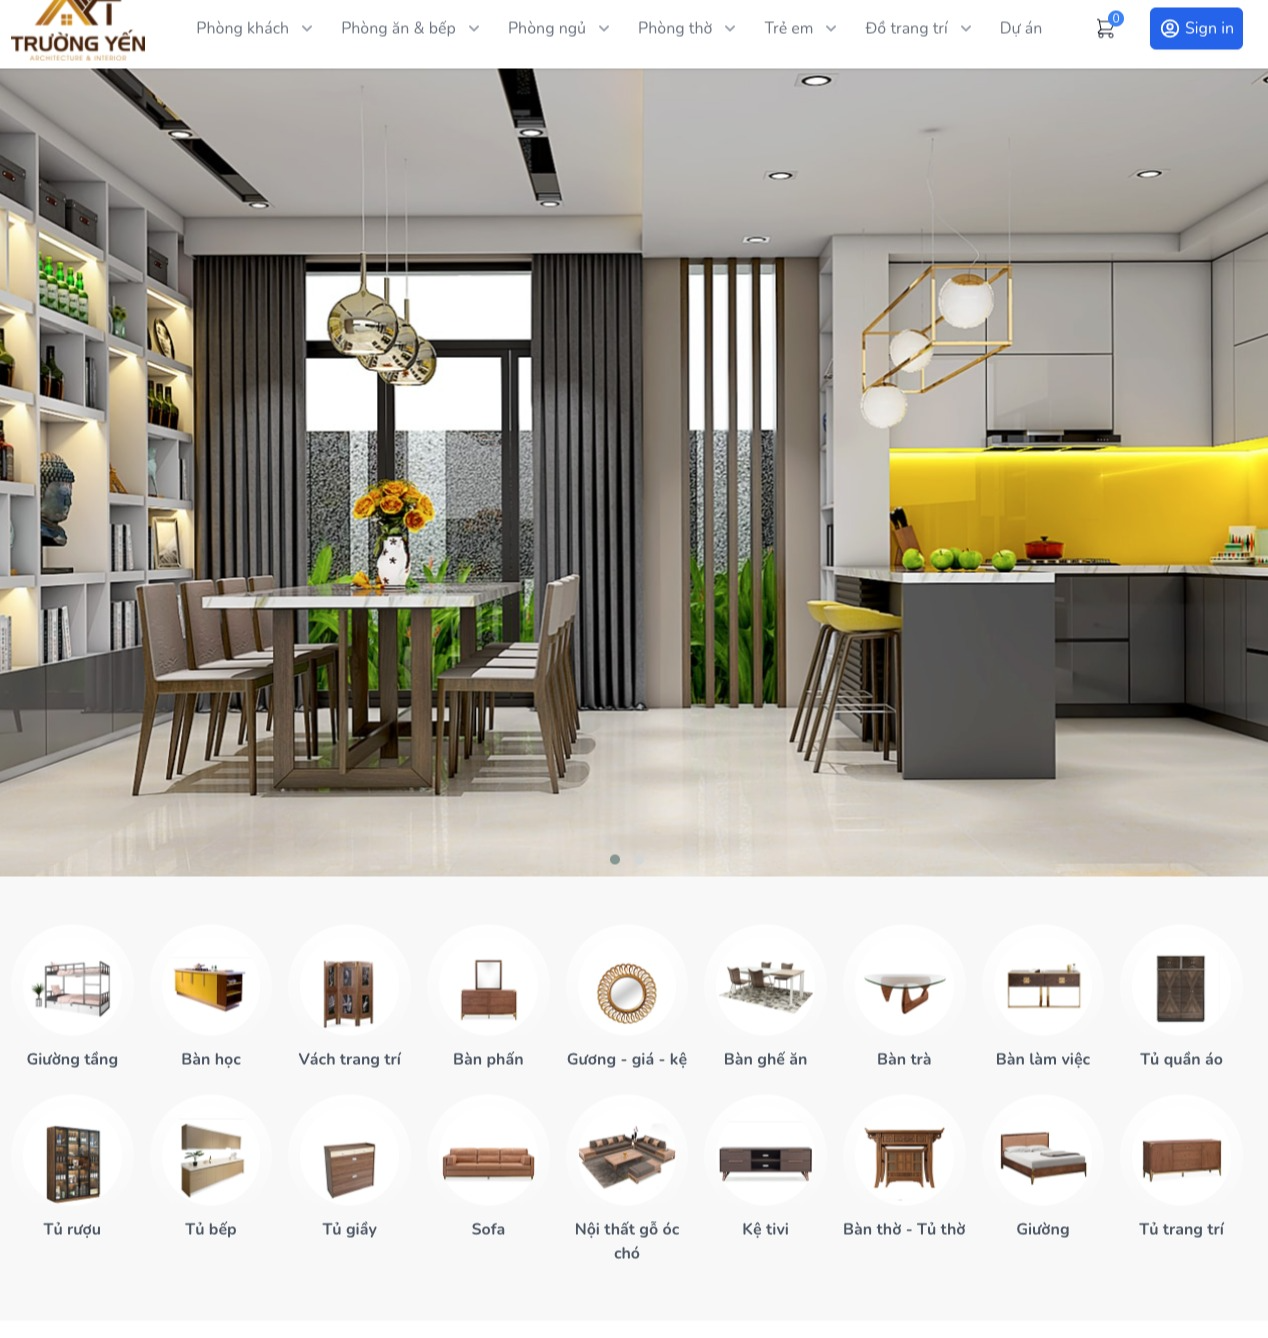 TRƯỜNG YẾN
ARCHITECTURE & INTERIOR
Phòng khách
Phòng ăn & bếp
Phòng ngủ
Phòng thờ
Trẻ em
Đồ trang trí
Dự án
0
Sign in
Giường tầng
Bàn học
Vách trang trí
Bàn phấn
Gương - giá - kệ
Bàn ghế ăn
Bàn trà
Bàn làm việc
Tủ quần áo
Tủ rượu
Tủ bếp
Tủ giầy
Sofa
Nội thất gỗ óc
chó
Kệ tivi
Bàn thờ - Tủ thờ
Giường
Tủ trang trí